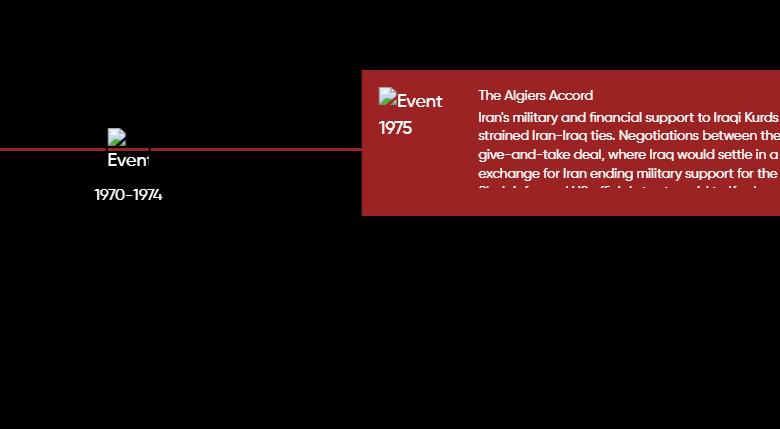 Event
1970-1974
Event
1975
The Algiers Accord
Iran's military and financial support to Iraqi Kurds
strained Iran-Iraq ties. Negotiations between the
give-and-take deal, where Iraq would settle in a
exchange for Iran ending military support for the